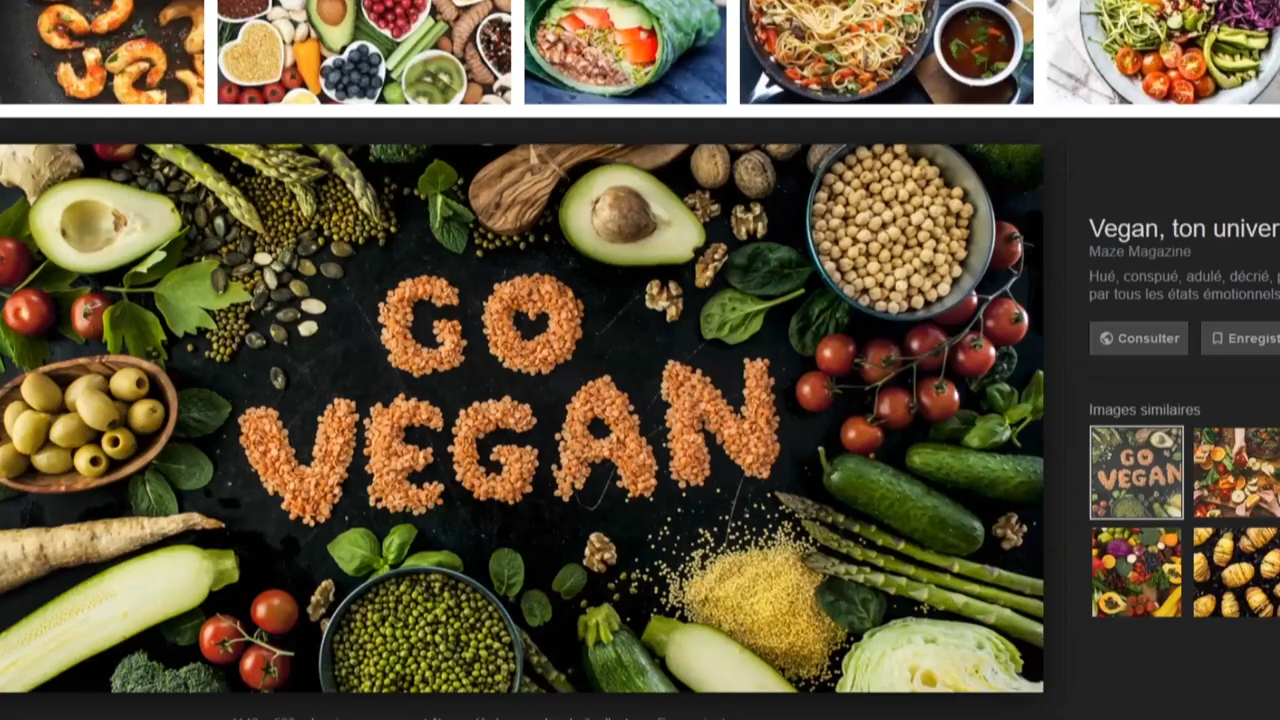 GO
VEGAN
Vegan, ton univer
Maze Magazine
Hué, conspué, adulé, décrié,
par tous les états émotionnels
Consulter
Enregist
Images similaires
GO
VEGAN